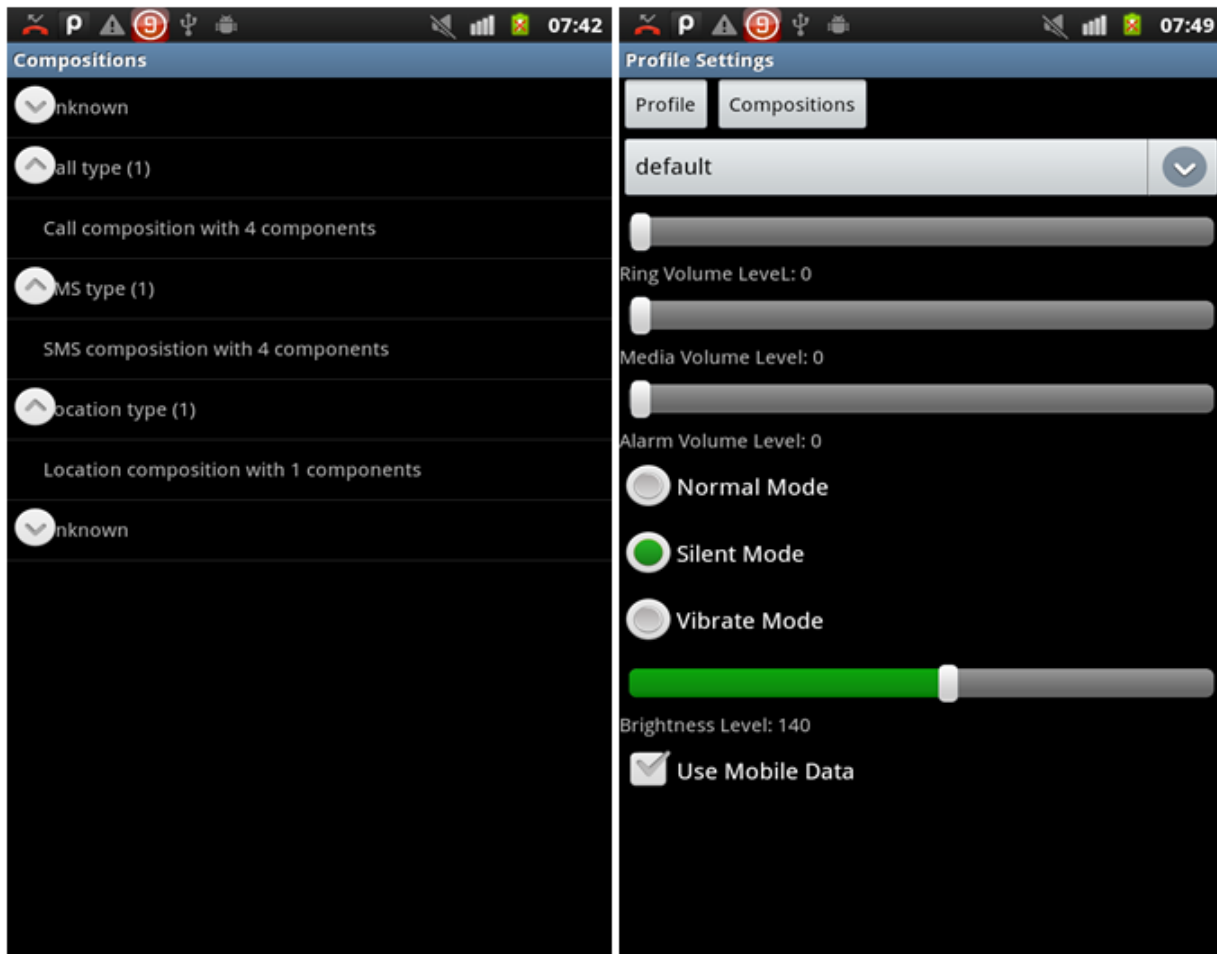 07:42
Compositions
nknown
all type (1)
Call composition with 4 components
MS type (1)
SMS composistion with 4 components
ocation type (1)
Location composition with 1 components
nknown
ρ 9 07:49
Profile Settings
Profile Compositions
default
Ring Volume LeveL: 0
Media Volume Level: 0
Alarm Volume Level: 0
Normal Mode
Silent Mode
Vibrate Mode
Brightness Level: 140
Use Mobile Data